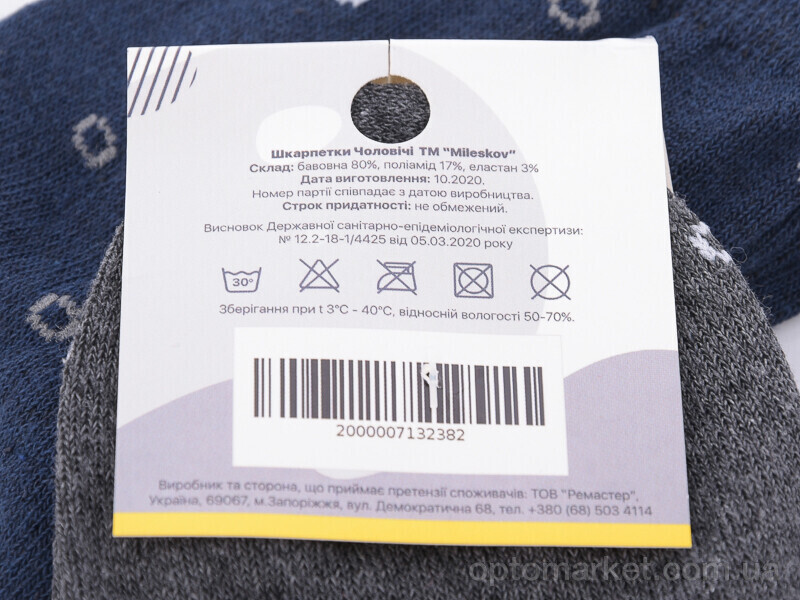 Шкарпетки Чоловічі ТМ "Mileskov"
Склад: бавовна 80%, поліамід 17%, еластан 3%
Дата виготовлення: 10.2020.
Номер партії співпадає з датою виробництва.
Строк придатності: не обмежений.
Висновок Державної санітарно-епідеміологічної експертизи:
№ 12.2-18-1/4425 від 05.03.2020 року
30°
Зберігання при t 3°C - 40°C, відносній вологості 50-70%.
2000007132382
Виробник та сторона, що приймає претензії споживачів: ТОВ "Ремастер",
Україна, 69067, м.Запоріжжя, вул. Демократична 68, тел. +380 (68) 503 4114
optomarket.com.ua